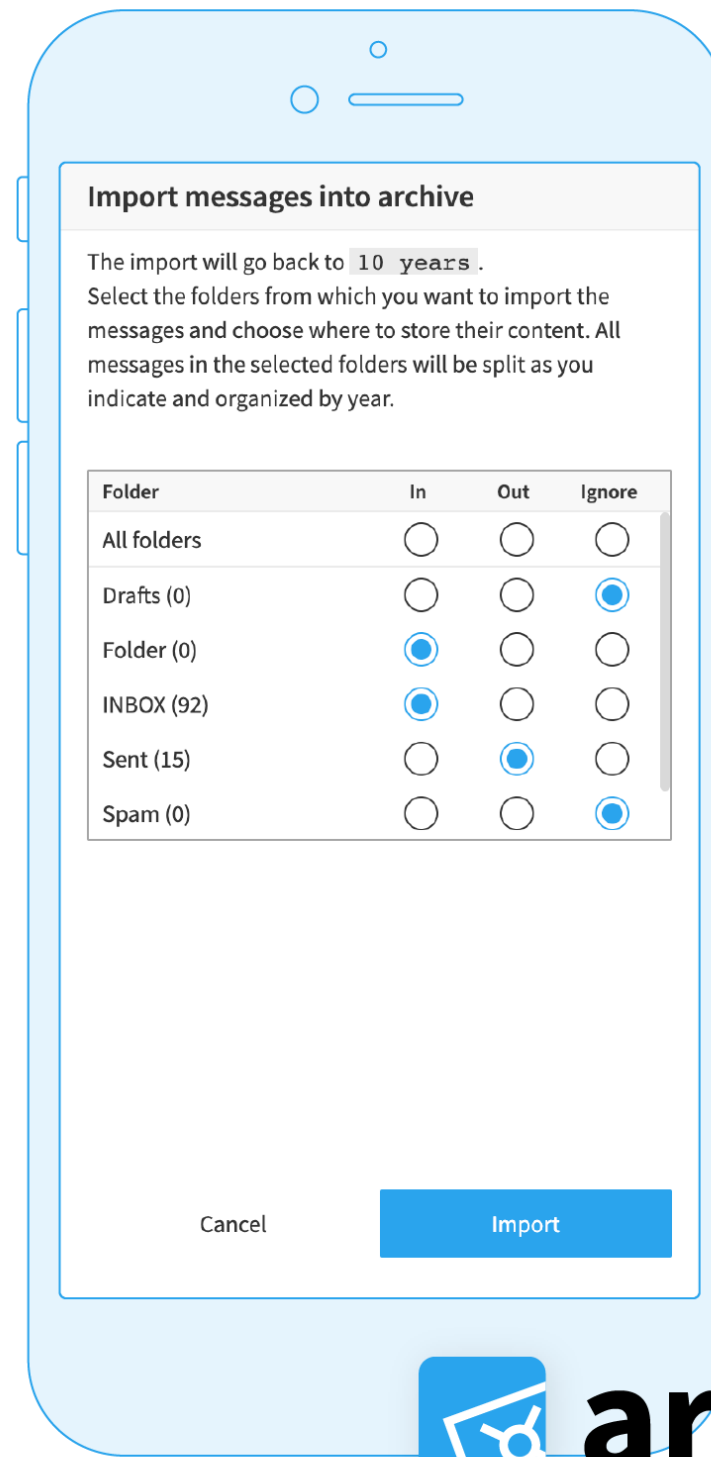 Import messages into archive
The import will go back to 10 years.
Select the folders from which you want to import the
messages and choose where to store their content. All
messages in the selected folders will be split as you
indicate and organized by year.
Folder In Out Ignore
All folders
Drafts (0)
Folder (0)
INBOX (92)
Sent (15)
Spam (0)
Cancel Import